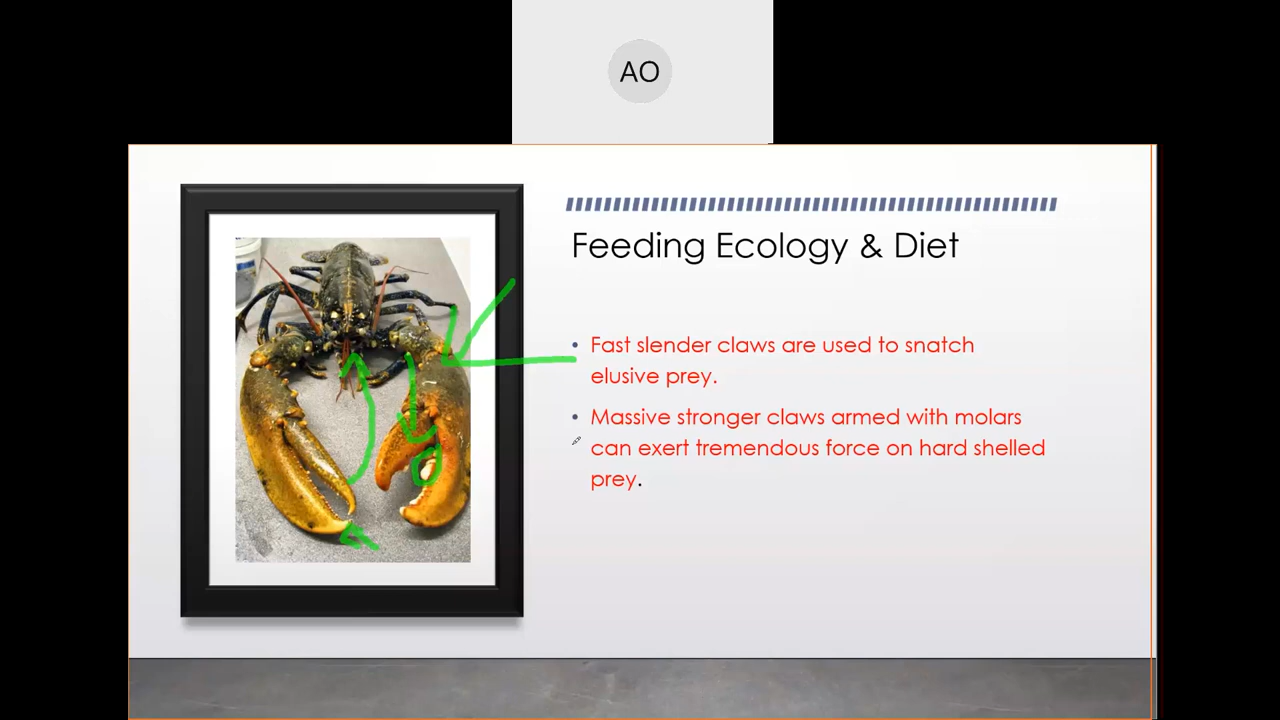 AO
Feeding Ecology & Diet
• Fast slender claws are used to snatch
elusive prey.
• Massive stronger claws armed with molars
can exert tremendous force on hard shelled
prey.